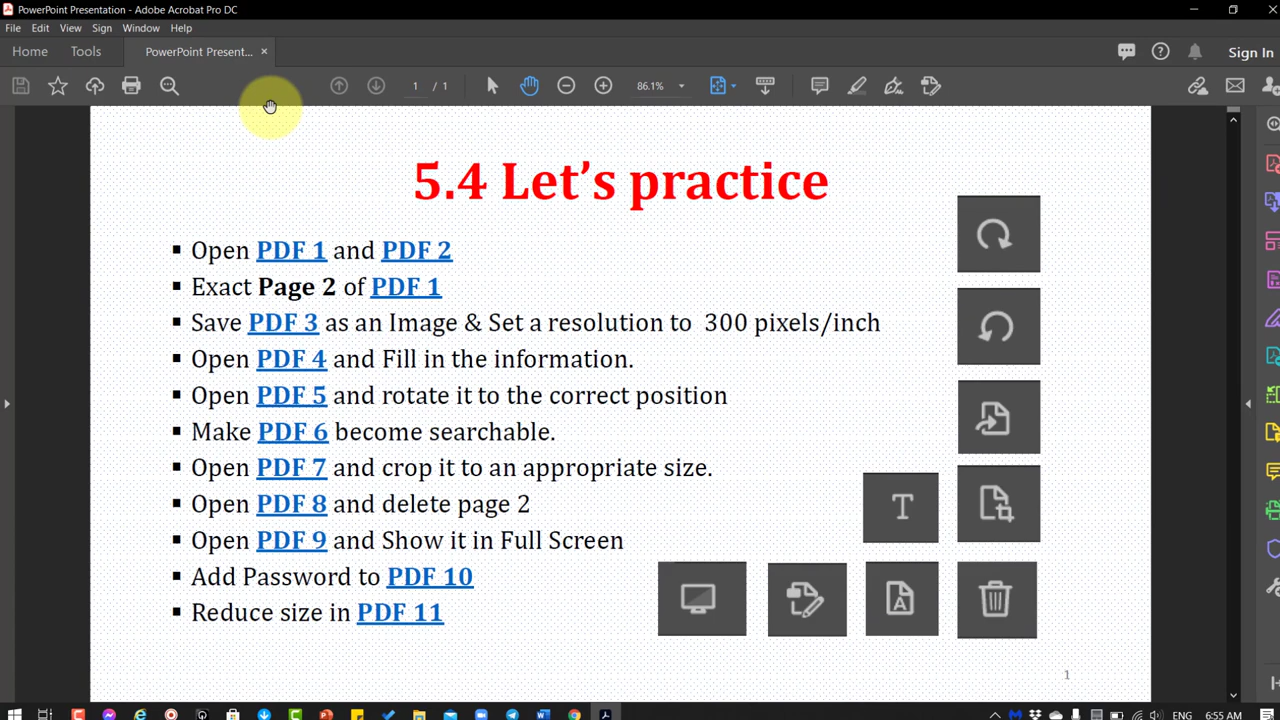 PowerPoint Presentation - Adobe Acrobat Pro DC
File Edit View Sign Window Help
Home Tools PowerPoint Present... ×
Sign In
1 / 1 86.1%
5.4 Let's practice
▪ Open PDF 1 and PDF 2
▪ Exact Page 2 of PDF 1
▪ Save PDF 3 as an Image & Set a resolution to 300 pixels/inch
▪ Open PDF 4 and Fill in the information.
▪ Open PDF 5 and rotate it to the correct position
▪ Make PDF 6 become searchable.
▪ Open PDF 7 and crop it to an appropriate size.
▪ Open PDF 8 and delete page 2
▪ Open PDF 9 and Show it in Full Screen
▪ Add Password to PDF 10
▪ Reduce size in PDF 11
T
A
1
ENG 6:55 AM